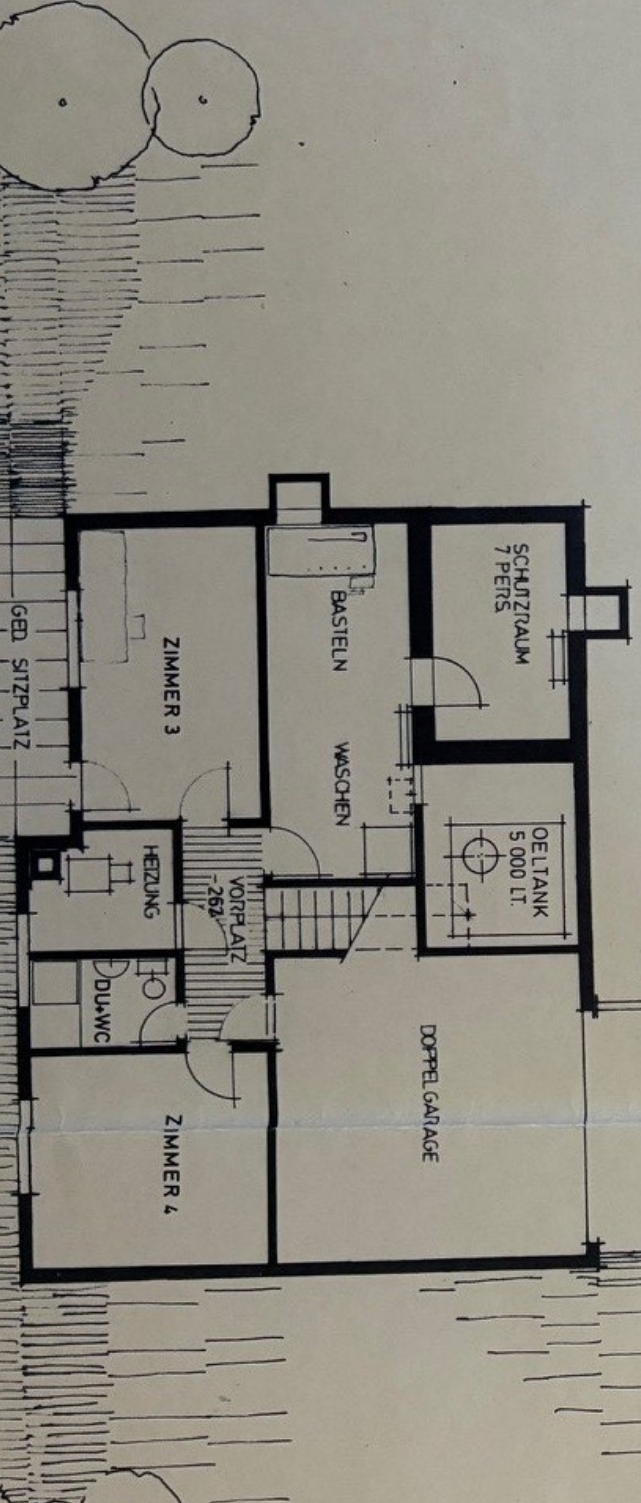 SCHUTZRAUM
7 PERS.
OELTANK
5 000 LT.
DOPPELGARAGE
BASTELN WASCHEN
VORPLATZ
-262
ZIMMER 3
HEIZUNG
DU+WC
ZIMMER 4
GED. SITZPLATZ